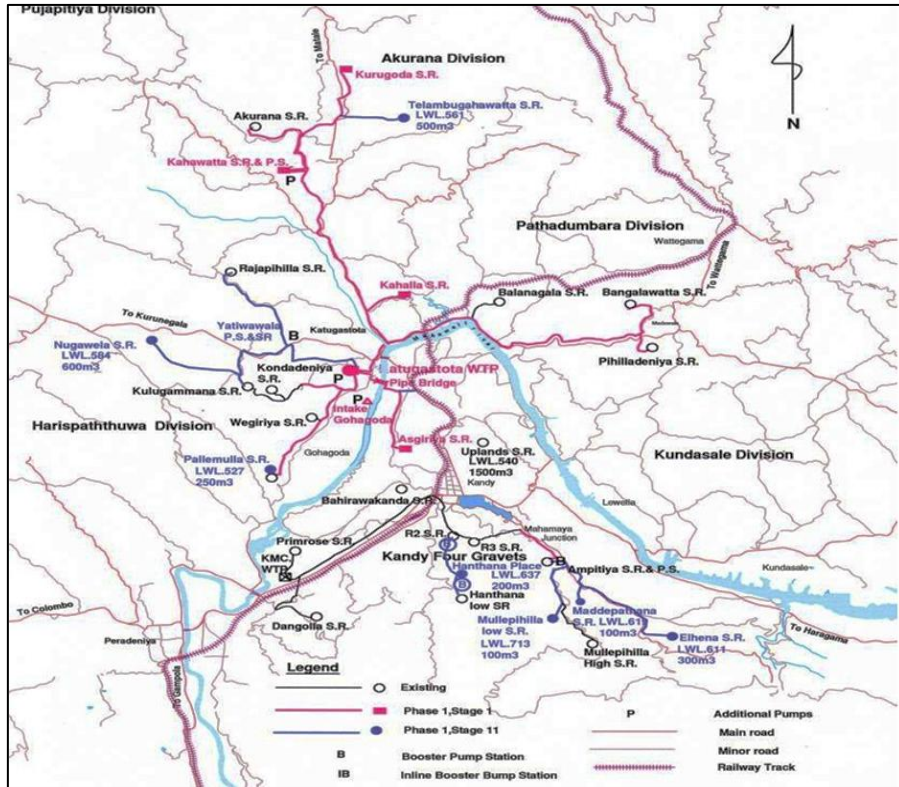 Pujapitiya Division
To Matale
Akurana Division
Kurugoda S.R.
Telambugahawatta S.R.
LWL.561
500m3
Akurana S.R.
N
Kahawatta S.R.& P.S.
P
Pathadumbara Division
Wattegama
To Wattegama
Rajapihilla S.R.
Kahalla S.R.
Balanagala S.R.
Bangalawatta S.R.
To Kurunegala
Katugastota
Yatiwawala
P.S.&SR
B
Nugawela S.R.
LWL.584
600m3
Pihilladeniya S.R.
Kondadeniya
S.R.
Katugastota WTP
P
Kulugammana S.R.
Pipe Bridge
P
Intake
Gohagoda
Wegiriya S.R.
Harispaththuwa Division
Asgiriya S.R.
Gohagoda
Uplands S.R.
LWL.540
1500m3
Kandy
Kundasale Division
Pallemulla S.R.
LWL.527
250m3
Bahirawakanda S.R.
Lewella
Mahamaya
Junction
R2 S.R.
R3 S.R.
Primrose S.R
KMC.
WTP
Kandy Four Gravets
B
B
Ampitiya S.R.& P.S.
Kundasale
Hanthana Place
LWL.637
200m3
B
Hanthana
low SR
Maddepathana
S.R. LWL.619
100m3
To Colombo
Peradeniya
Dangolla S.R.
Mullepihilla
low S.R.
LWL.713
100m3
Elhena S.R.
LWL.611
300m3
To Haragama
Mullepihilla
High S.R.
To Gampola
Legend
Existing
Phase 1,Stage 1
Phase 1,Stage 11
B Booster Pump Station
IB Inline Booster Bump Station
P Additional Pumps
Main road
Minor road
Railway Track